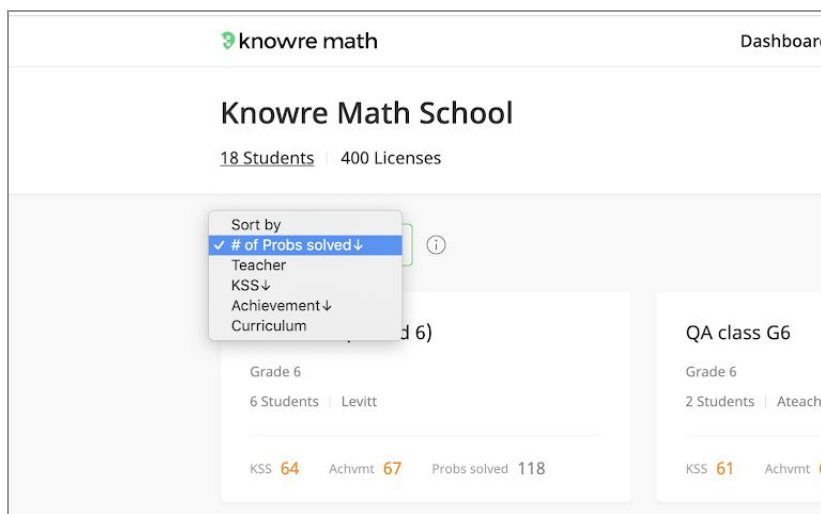 knowre math
Dashboar
Knowre Math School
18 Students 400 Licenses
Sort by
✓ # of Probs solved↓
Teacher
KSS↓
Achievement↓
Curriculum
d 6)
Grade 6
6 Students Levitt
KSS 64 Achvmt 67 Probs solved 118
QA class G6
Grade 6
2 Students Ateach
KSS 61 Achvmt